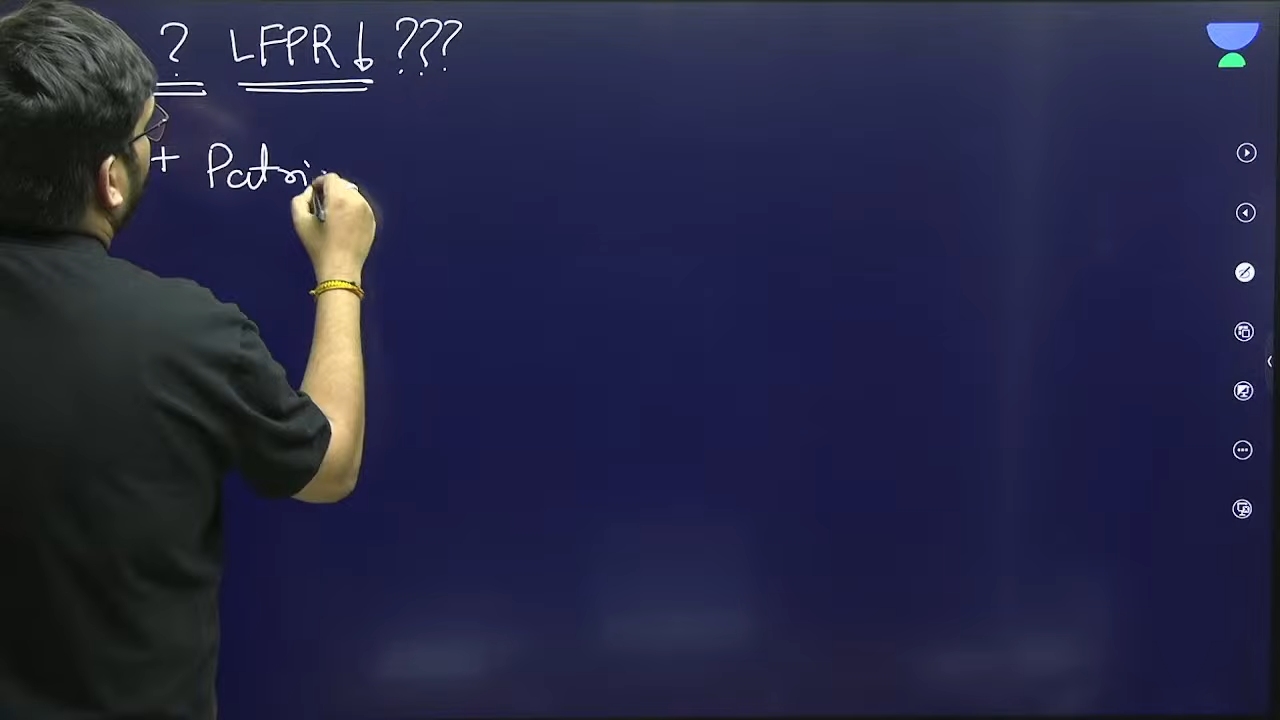 ? LFPR↓ ???
+ Patri